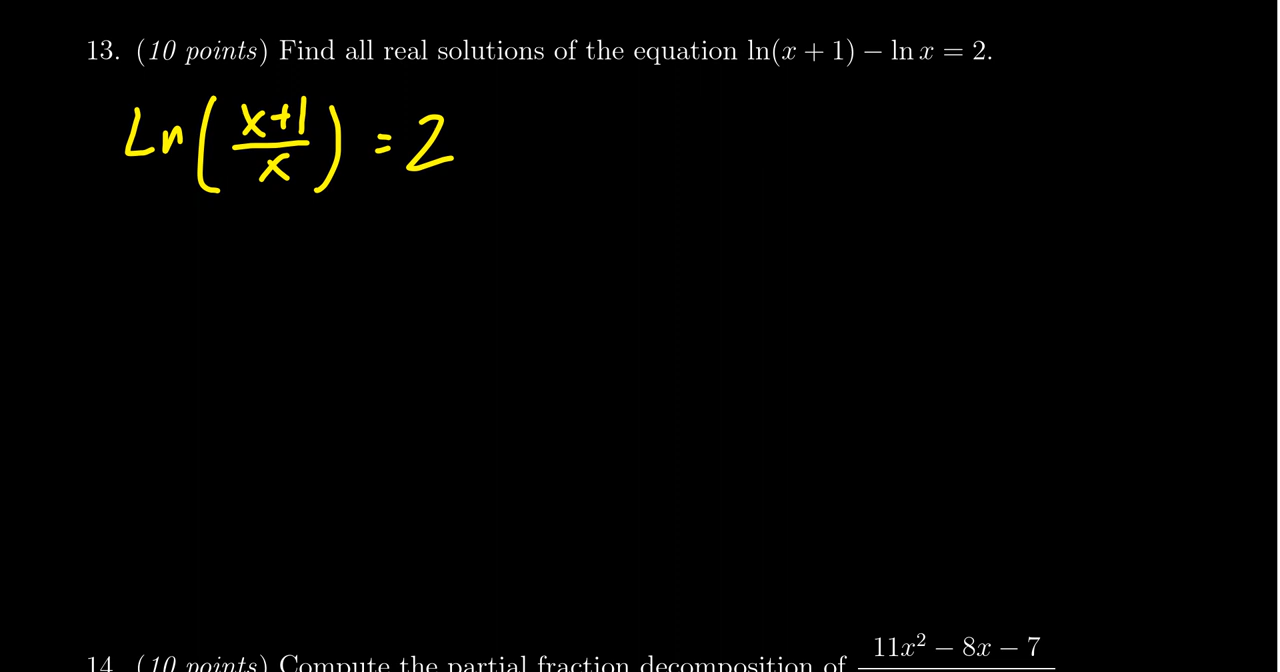 13. (10 points) Find all real solutions of the equation ln(x + 1) − ln x = 2.
Ln(x+1/x) = 2
14. (10 points) Compute the partial fraction decomposition of 11x² − 8x − 7